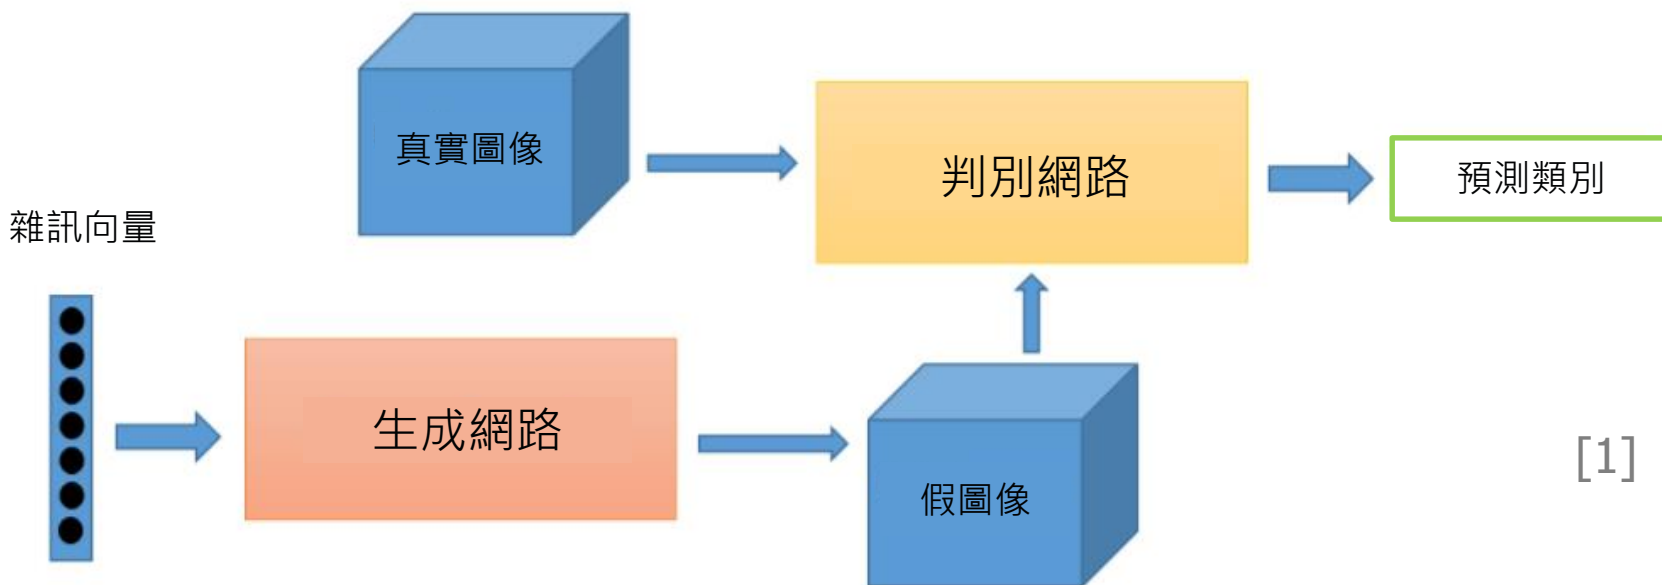 真實圖像
判別網路
預測類別
雜訊向量
生成網路
假圖像
[1]